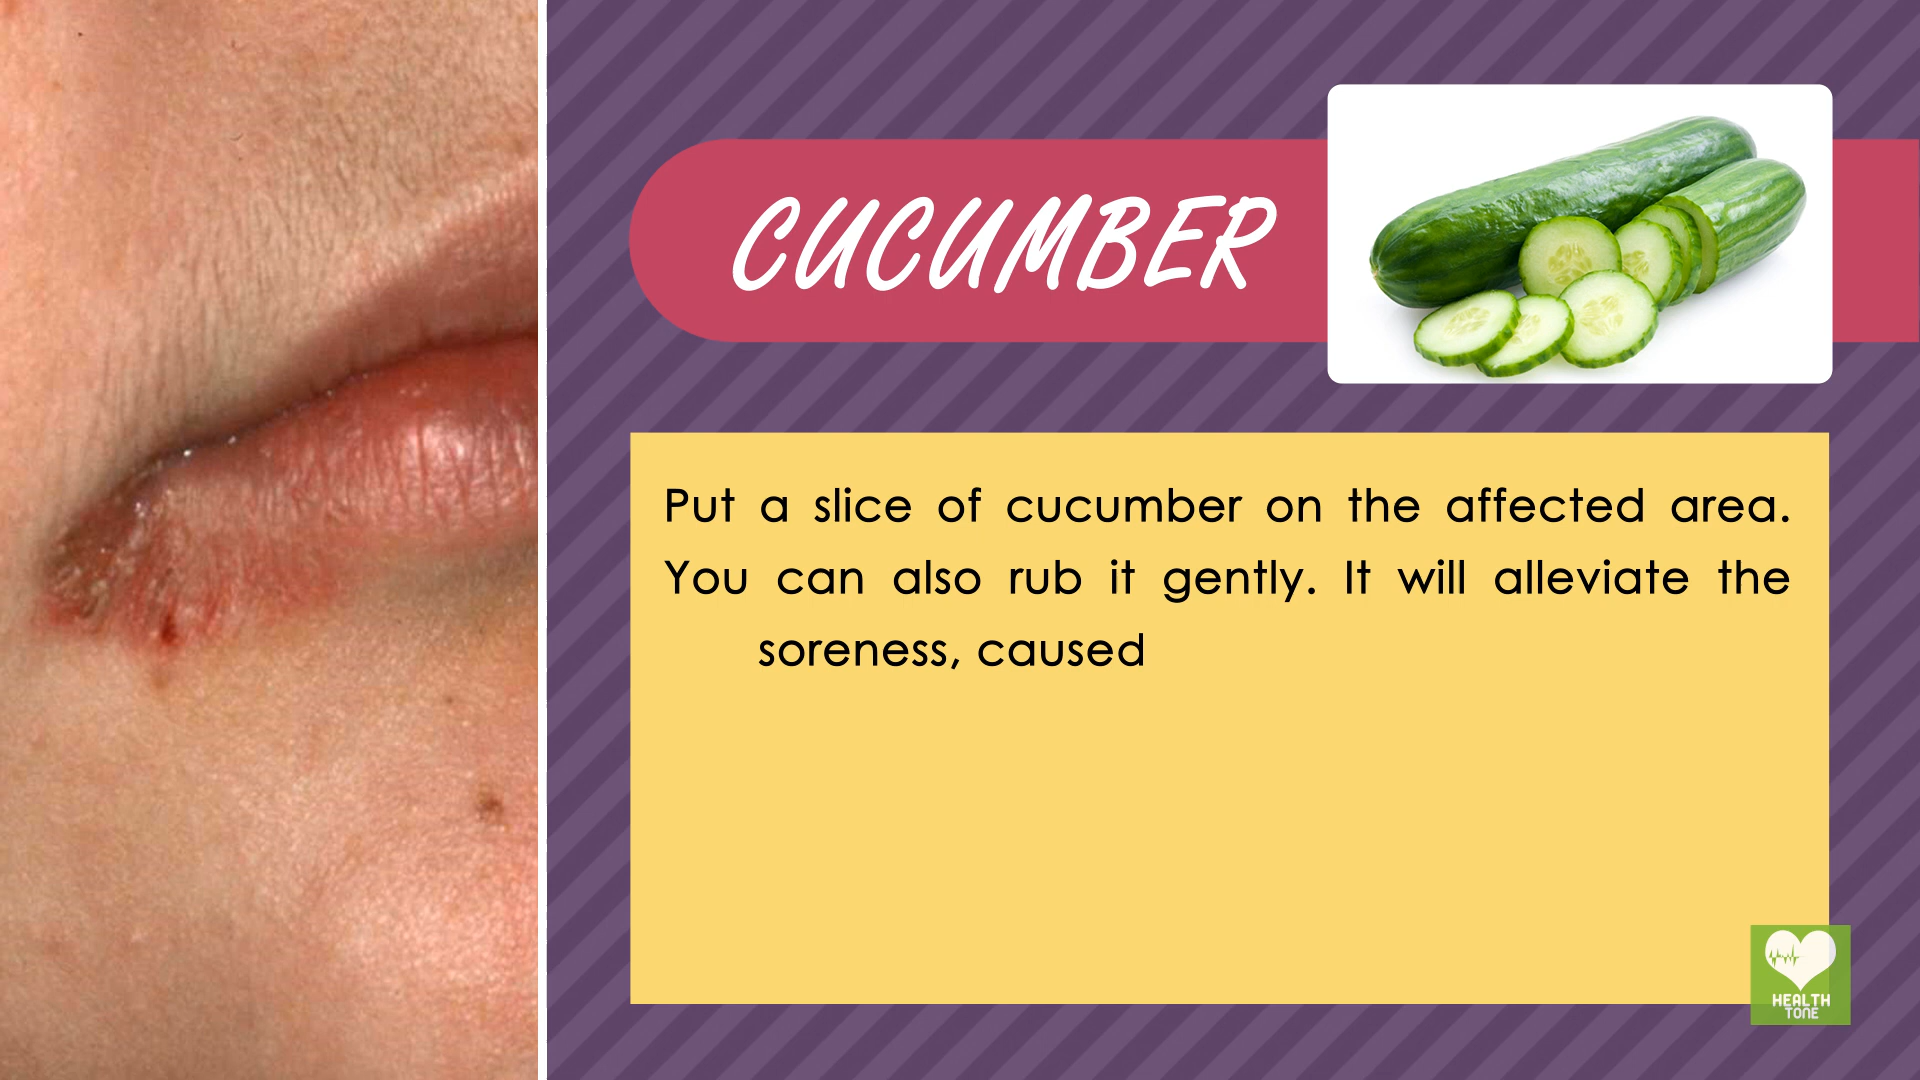 CUCUMBER
Put a slice of cucumber on the affected area.
You can also rub it gently. It will alleviate the
soreness, caused
HEALTH
TONE